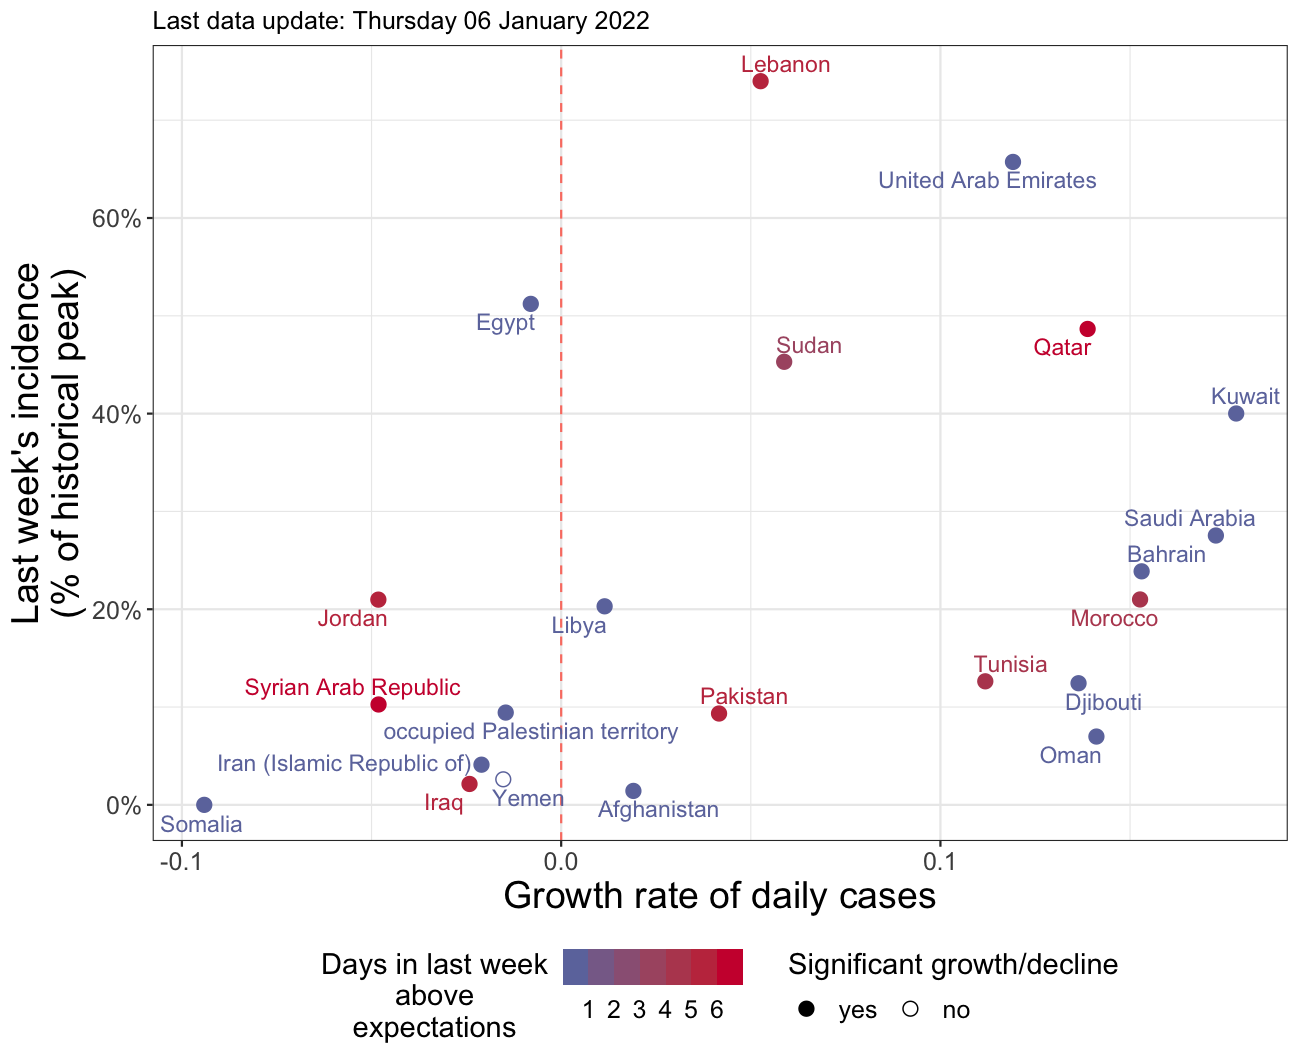 Last data update: Thursday 06 January 2022
Lebanon
United Arab Emirates
60%
Egypt
Sudan
Qatar
Kuwait
40%
Saudi Arabia
Bahrain
Jordan
Libya
Morocco
20%
Tunisia
Syrian Arab Republic
Pakistan
Djibouti
occupied Palestinian territory
Oman
Iran (Islamic Republic of)
Iraq
Yemen
Afghanistan
0%
Somalia
Last week's incidence
(% of historical peak)
-0.1
0.0
0.1
Growth rate of daily cases
Days in last week
above
expectations
1 2 3 4 5 6
Significant growth/decline
yes
no